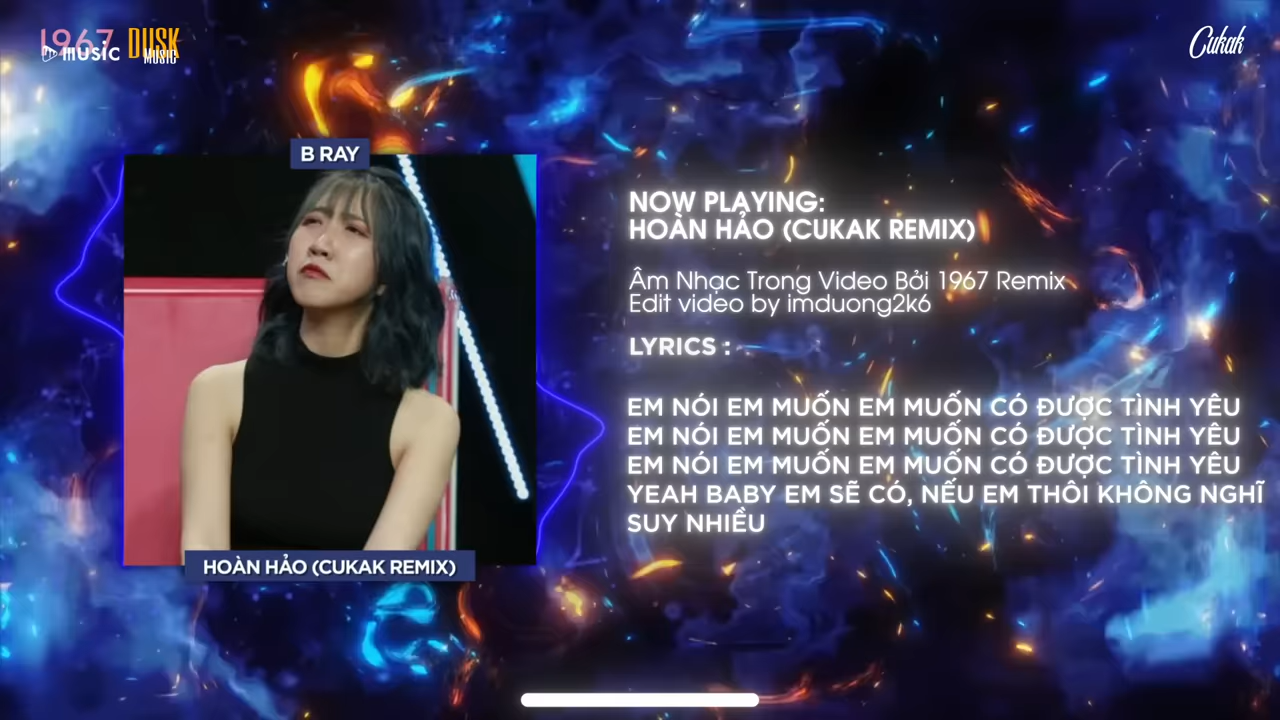 1967 DUSK
MUSIC MUSIC
Cukak
B RAY
HOÀN HẢO (CUKAK REMIX)
NOW PLAYING:
HOÀN HẢO (CUKAK REMIX)
Âm Nhạc Trong Video Bởi 1967 Remix
Edit video by imduong2k6
LYRICS :
EM NÓI EM MUỐN EM MUỐN CÓ ĐƯỢC TÌNH YÊU
EM NÓI EM MUỐN EM MUỐN CÓ ĐƯỢC TÌNH YÊU
EM NÓI EM MUỐN EM MUỐN CÓ ĐƯỢC TÌNH YÊU
YEAH BABY EM SẼ CÓ, NẾU EM THÔI KHÔNG NGHĨ
SUY NHIỀU